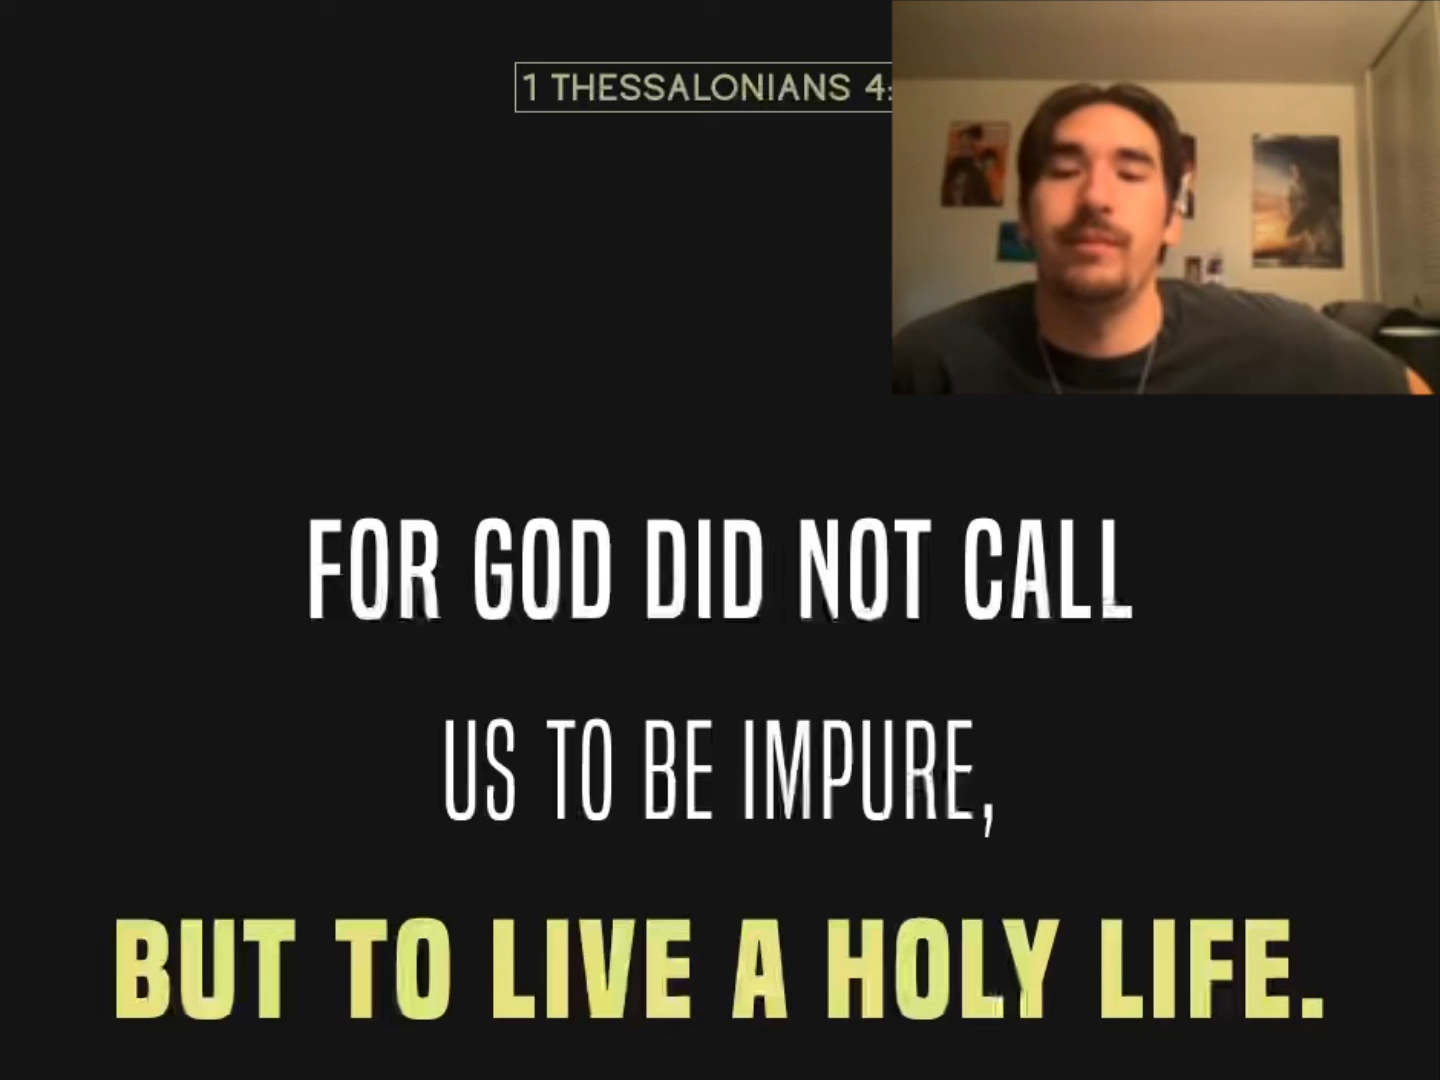 1 THESSALONIANS 4:
FOR GOD DID NOT CALL
US TO BE IMPURE,
BUT TO LIVE A HOLY LIFE.